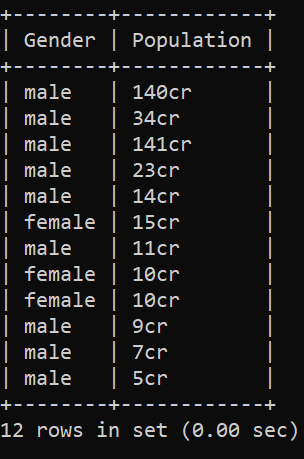 +--------+------------+
| Gender | Population |
+--------+------------+
| male   | 140cr      |
| male   | 34cr       |
| male   | 141cr      |
| male   | 23cr       |
| male   | 14cr       |
| female | 15cr       |
| male   | 11cr       |
| female | 10cr       |
| female | 10cr       |
| male   | 9cr        |
| male   | 7cr        |
| male   | 5cr        |
+--------+------------+
12 rows in set (0.00 sec)